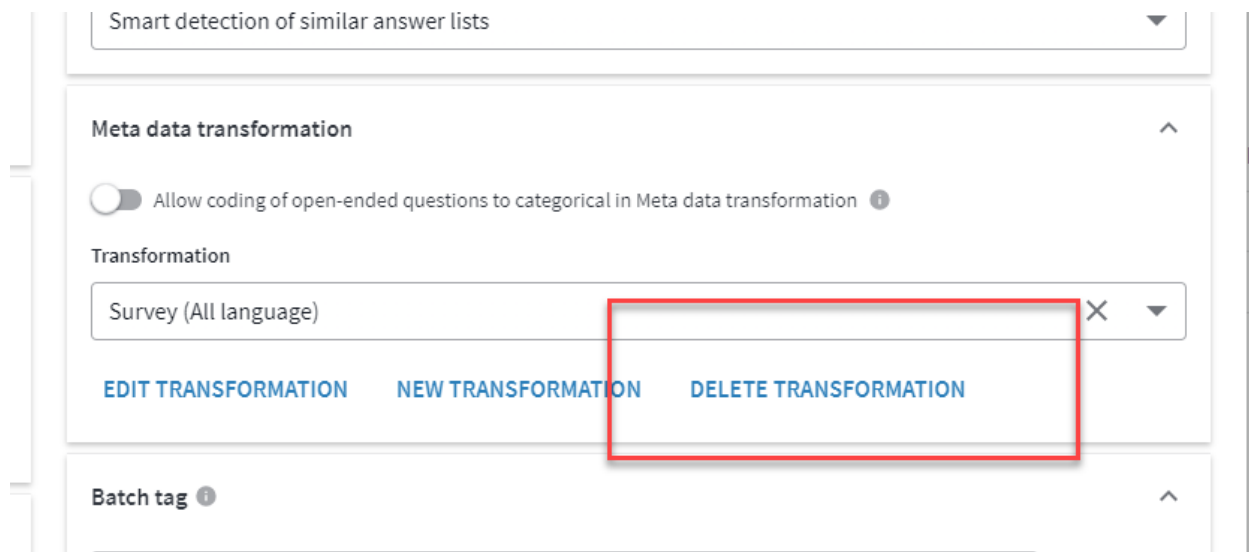 Smart detection of similar answer lists
Meta data transformation
Allow coding of open-ended questions to categorical in Meta data transformation
Transformation
Survey (All language)
EDIT TRANSFORMATION NEW TRANSFORMATION DELETE TRANSFORMATION
Batch tag